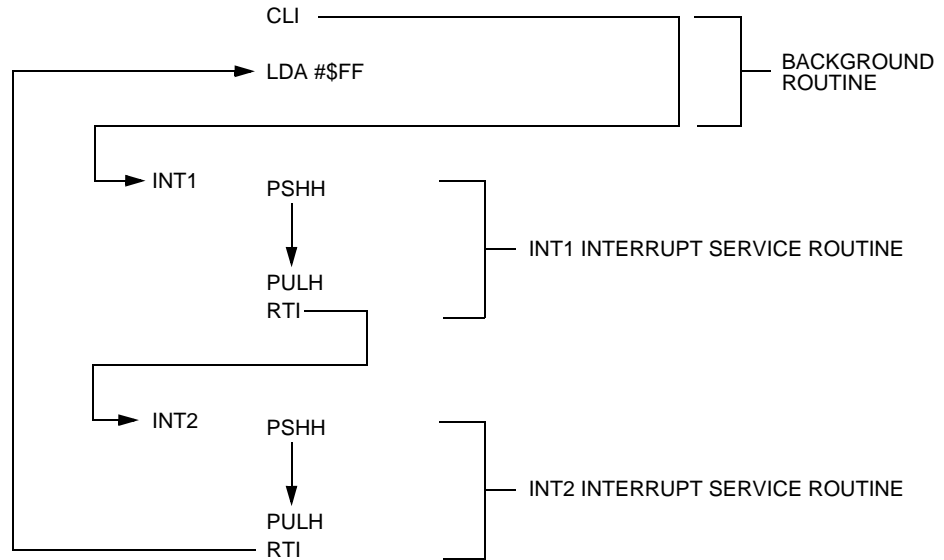 CLI
LDA #$FF
BACKGROUND
ROUTINE
INT1
PSHH
INT1 INTERRUPT SERVICE ROUTINE
PULH
RTI
INT2
PSHH
INT2 INTERRUPT SERVICE ROUTINE
PULH
RTI